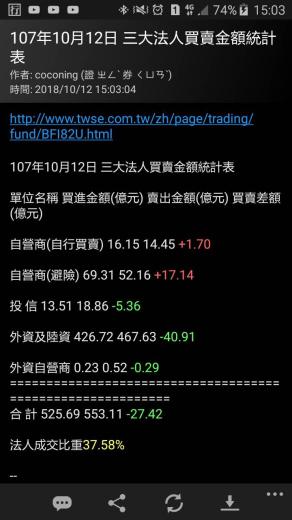 行
1 4G 74% 15:03
107年10月12日 三大法人買賣金額統計
表
作者: coconing (證 ㄓㄥˋ 券 ㄑㄩㄢˋ)
時間: 2018/10/12 15:03:04
http://www.twse.com.tw/zh/page/trading/
fund/BFI82U.html
107年10月12日 三大法人買賣金額統計表
單位名稱 買進金額(億元) 賣出金額(億元) 買賣差額
(億元)
自營商(自行買賣) 16.15 14.45 +1.70
自營商(避險) 69.31 52.16 +17.14
投 信 13.51 18.86 -5.36
外資及陸資 426.72 467.63 -40.91
外資自營商 0.23 0.52 -0.29
=====================================
======================
合 計 525.69 553.11 -27.42
法人成交比重37.58%
--